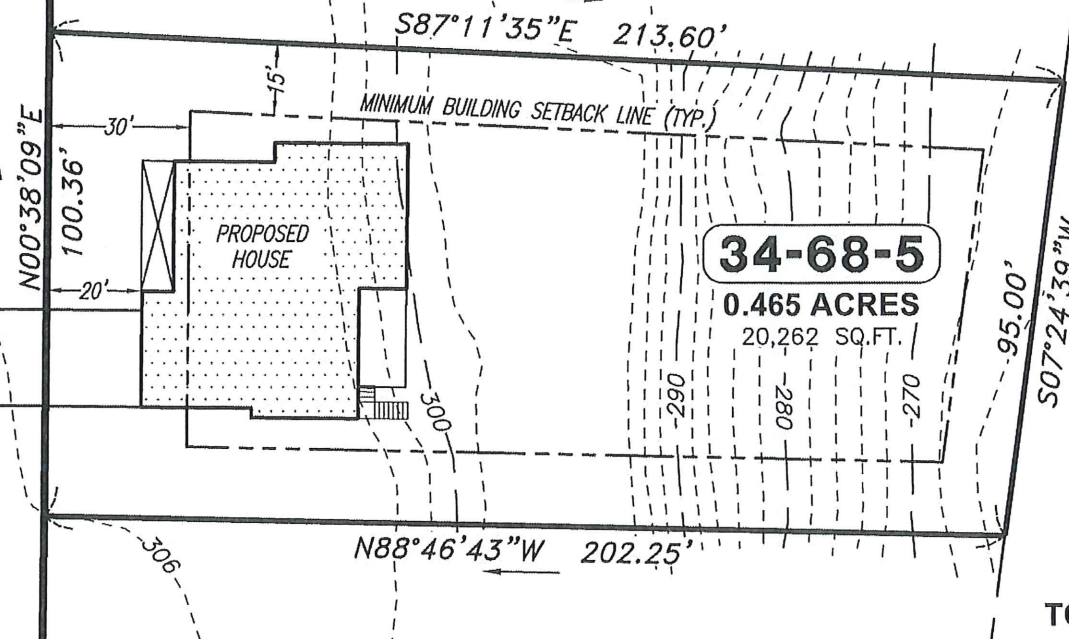 S87°11'35"E 213.60'
15'
MINIMUM BUILDING SETBACK LINE (TYP.)
30'
N00°38'09"E
100.36'
PROPOSED
HOUSE
34-68-5
0.465 ACRES
20,262 SQ.FT.
20'
95.00'
S07°24'39"W
300
290
280
270
306
N88°46'43"W 202.25'